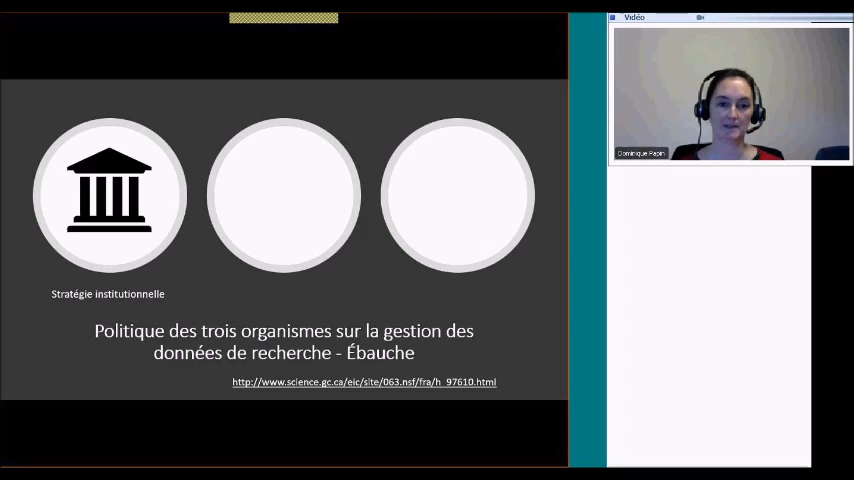 Vidéo
Dominique Papin
Stratégie institutionnelle
Politique des trois organismes sur la gestion des
données de recherche - Ébauche
http://www.science.gc.ca/eic/site/063.nsf/fra/h_97610.html